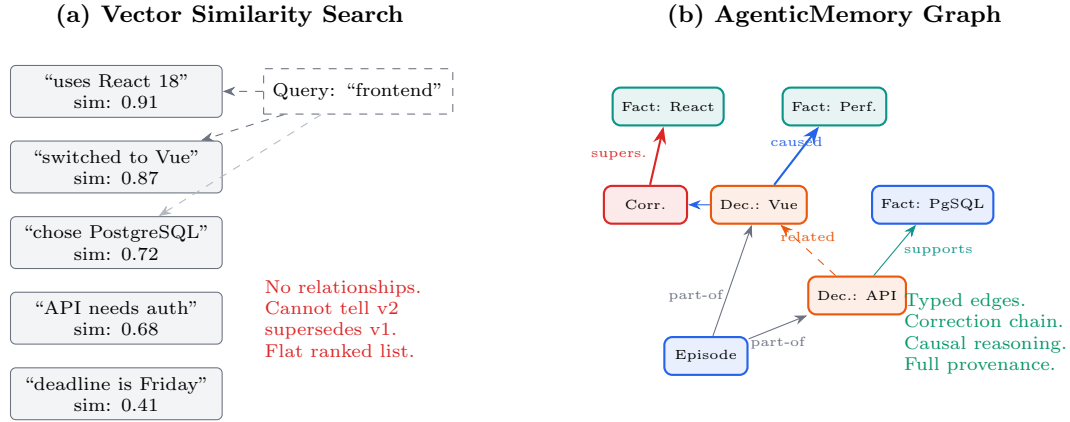 (a) Vector Similarity Search
“uses React 18”
sim: 0.91
Query: “frontend”
“switched to Vue”
sim: 0.87
“chose PostgreSQL”
sim: 0.72
“API needs auth”
sim: 0.68
“deadline is Friday”
sim: 0.41
No relationships.
Cannot tell v2
supersedes v1.
Flat ranked list.
(b) AgenticMemory Graph
Fact: React
Fact: Perf.
supers.
caused
Corr.
Dec.: Vue
Fact: PgSQL
related
supports
part-of
Dec.: API
part-of
Episode
Typed edges.
Correction chain.
Causal reasoning.
Full provenance.